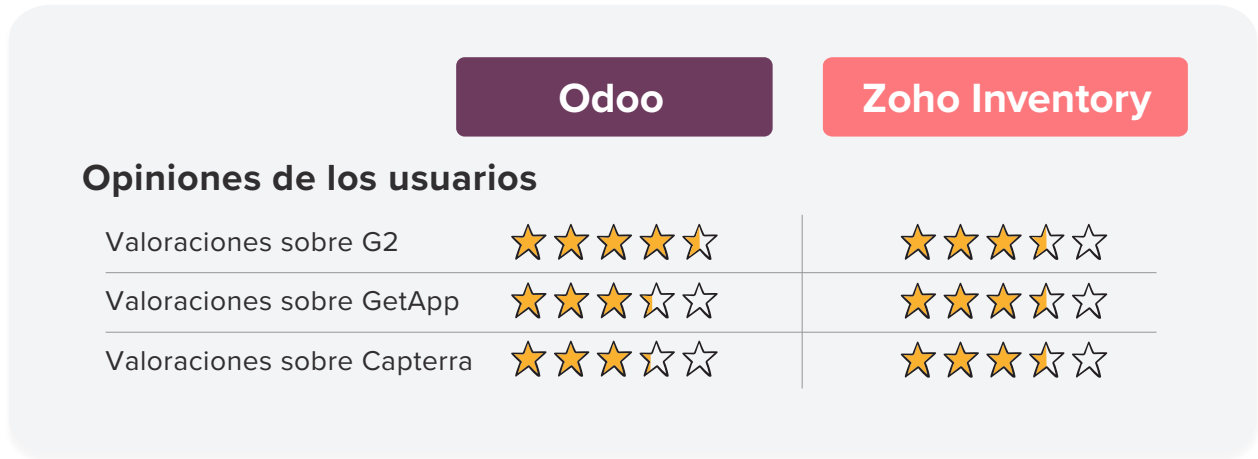 Odoo
Zoho Inventory
Opiniones de los usuarios
Valoraciones sobre G2
Valoraciones sobre GetApp
Valoraciones sobre Capterra